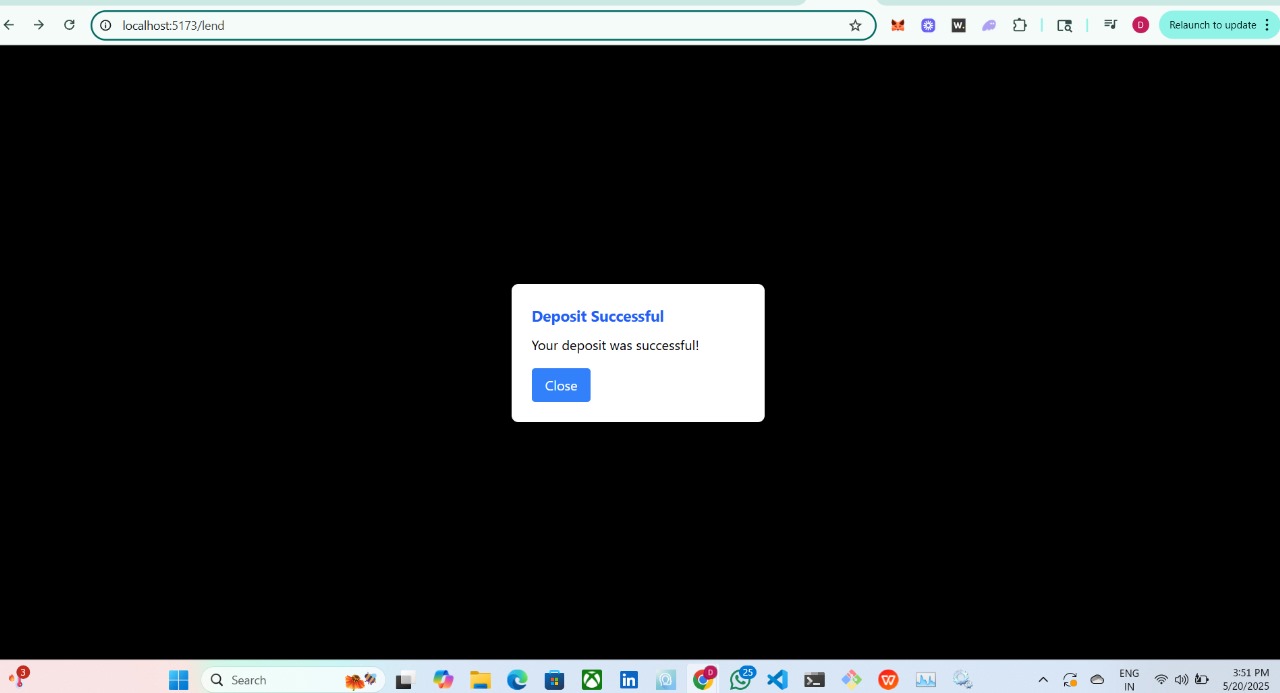 localhost:5173/lend
W.
D
Relaunch to update
Deposit Successful
Your deposit was successful!
Close
3
Search
in
D
25
W
ENG
IN
3:51 PM
5/20/2025